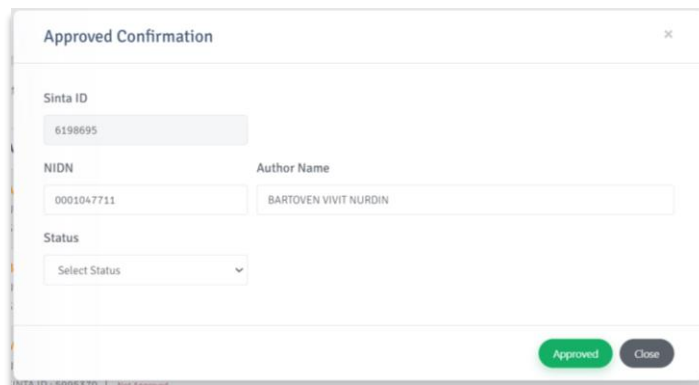 Approved Confirmation
×
Sinta ID
6198695
NIDN
Author Name
0001047711
BARTOVEN VIVIT NURDIN
Status
Select Status
Approved
Close